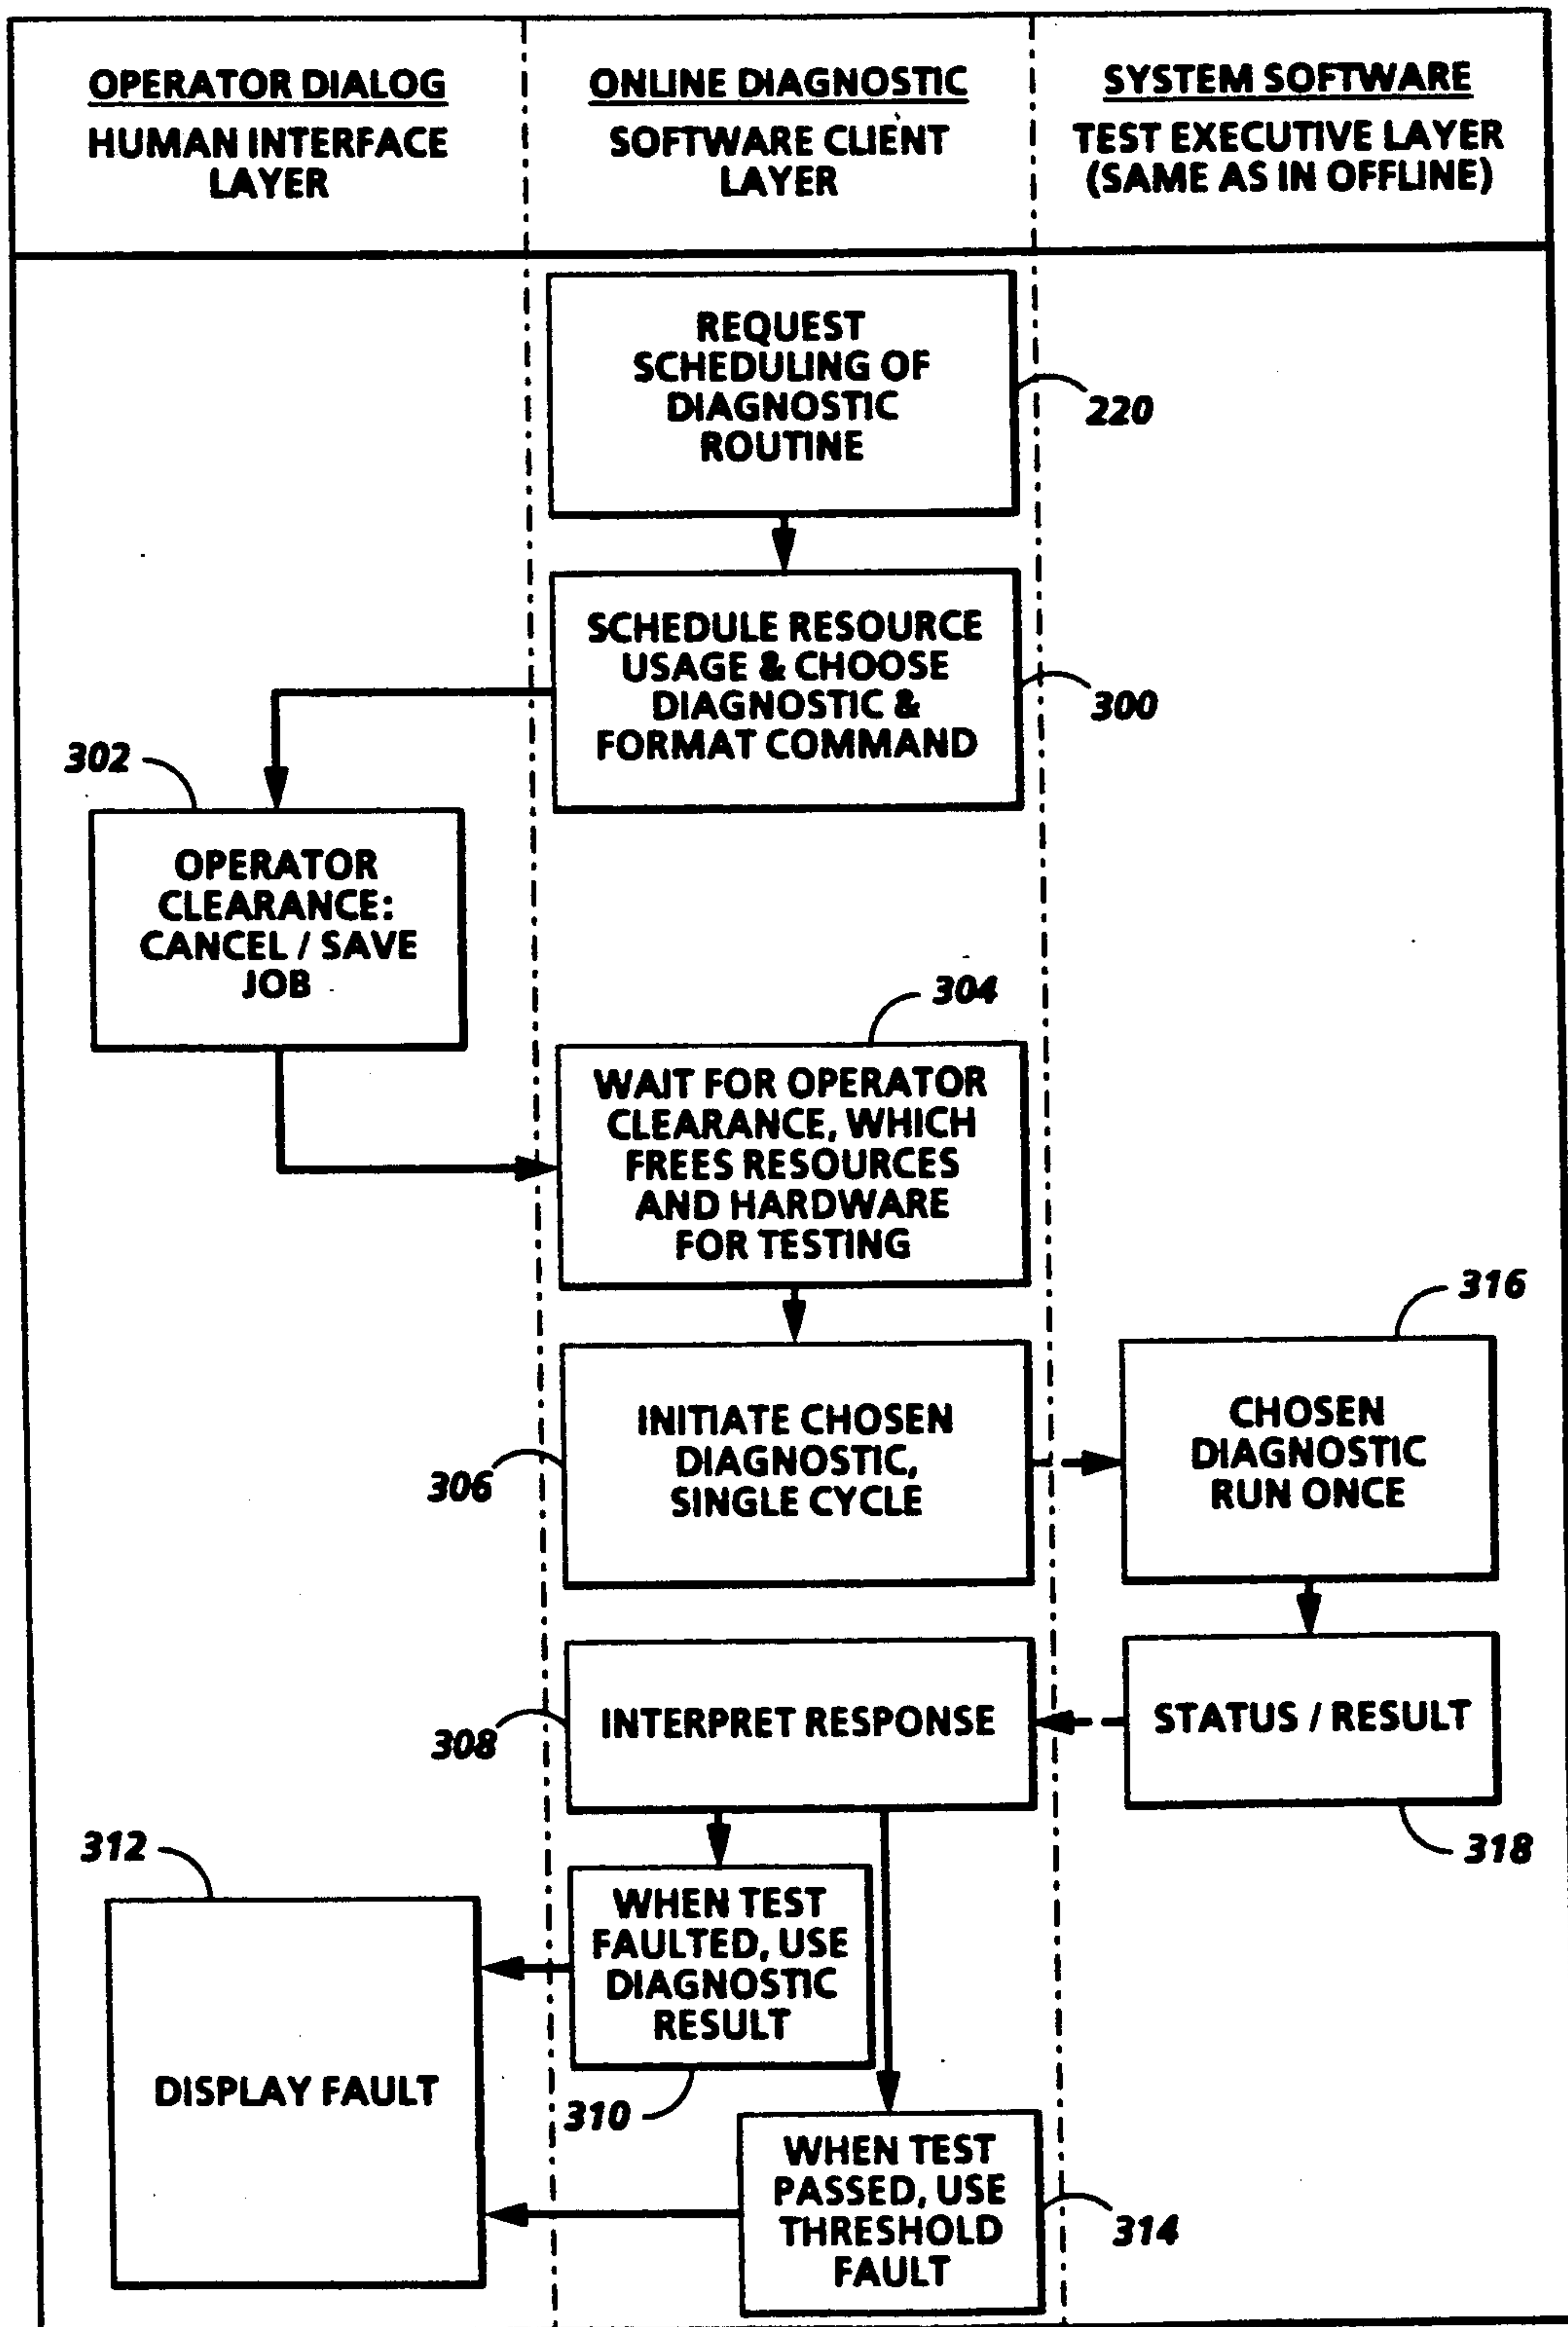 OPERATOR DIALOG
HUMAN INTERFACE
LAYER
ONLINE DIAGNOSTIC
SOFTWARE CLIENT
LAYER
SYSTEM SOFTWARE
TEST EXECUTIVE LAYER
(SAME AS IN OFFLINE)
REQUEST
SCHEDULING OF
DIAGNOSTIC
ROUTINE
220
SCHEDULE RESOURCE
USAGE & CHOOSE
DIAGNOSTIC &
FORMAT COMMAND
300
302
OPERATOR
CLEARANCE:
CANCEL / SAVE
JOB
304
WAIT FOR OPERATOR
CLEARANCE, WHICH
FREES RESOURCES
AND HARDWARE
FOR TESTING
306
INITIATE CHOSEN
DIAGNOSTIC,
SINGLE CYCLE
316
CHOSEN
DIAGNOSTIC
RUN ONCE
308
INTERPRET RESPONSE
STATUS / RESULT
318
312
DISPLAY FAULT
WHEN TEST
FAULTED, USE
DIAGNOSTIC
RESULT
310
WHEN TEST
PASSED, USE
THRESHOLD
FAULT
314